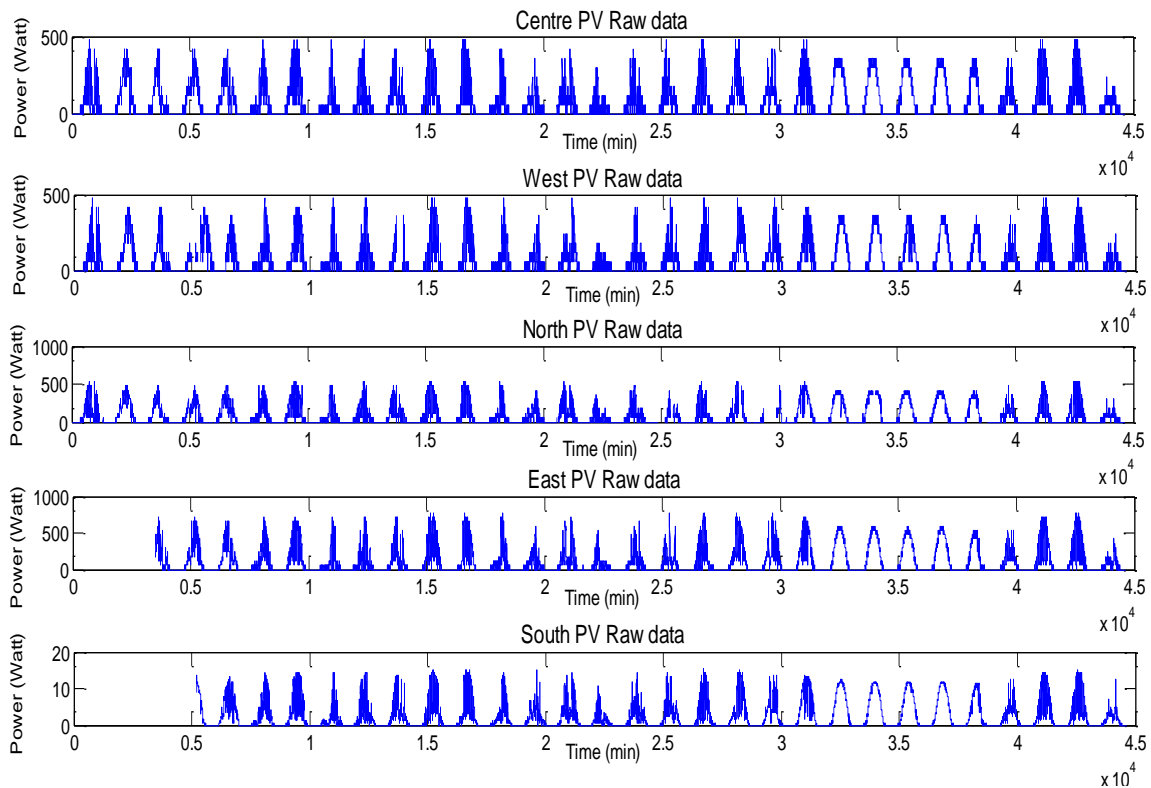 Centre PV Raw data
Power (Watt)
500
0
0 0.5 1 1.5 2 2.5 3 3.5 4 4.5
Time (min)
x 10^4
West PV Raw data
Power (Watt)
500
0
0 0.5 1 1.5 2 2.5 3 3.5 4 4.5
Time (min)
x 10^4
North PV Raw data
Power (Watt)
1000
500
0
0 0.5 1 1.5 2 2.5 3 3.5 4 4.5
Time (min)
x 10^4
East PV Raw data
Power (Watt)
1000
500
0
0 0.5 1 1.5 2 2.5 3 3.5 4 4.5
Time (min)
x 10^4
South PV Raw data
Power (Watt)
20
10
0
0 0.5 1 1.5 2 2.5 3 3.5 4 4.5
Time (min)
x 10^4